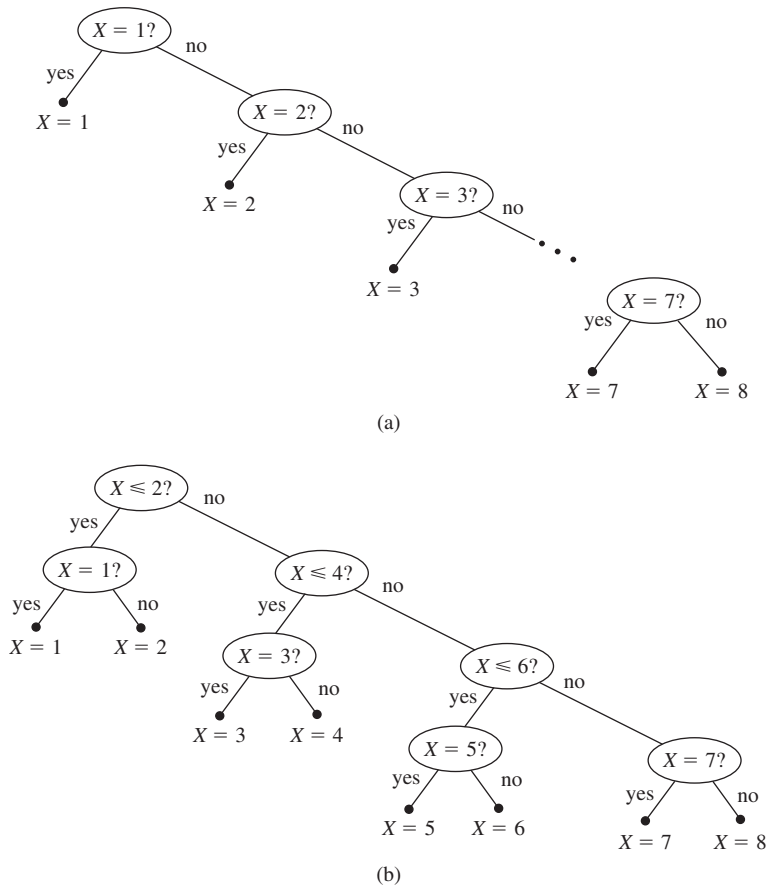 X = 1?
yes
no
X = 1
X = 2?
yes
no
X = 2
X = 3?
yes
no
X = 3
X = 7?
yes
no
X = 7
X = 8
(a)
X ⩽ 2?
yes
no
X = 1?
yes
no
X = 1
X = 2
X ⩽ 4?
yes
no
X = 3?
yes
no
X = 3
X = 4
X ⩽ 6?
yes
no
X = 5?
yes
no
X = 5
X = 6
X = 7?
yes
no
X = 7
X = 8
(b)